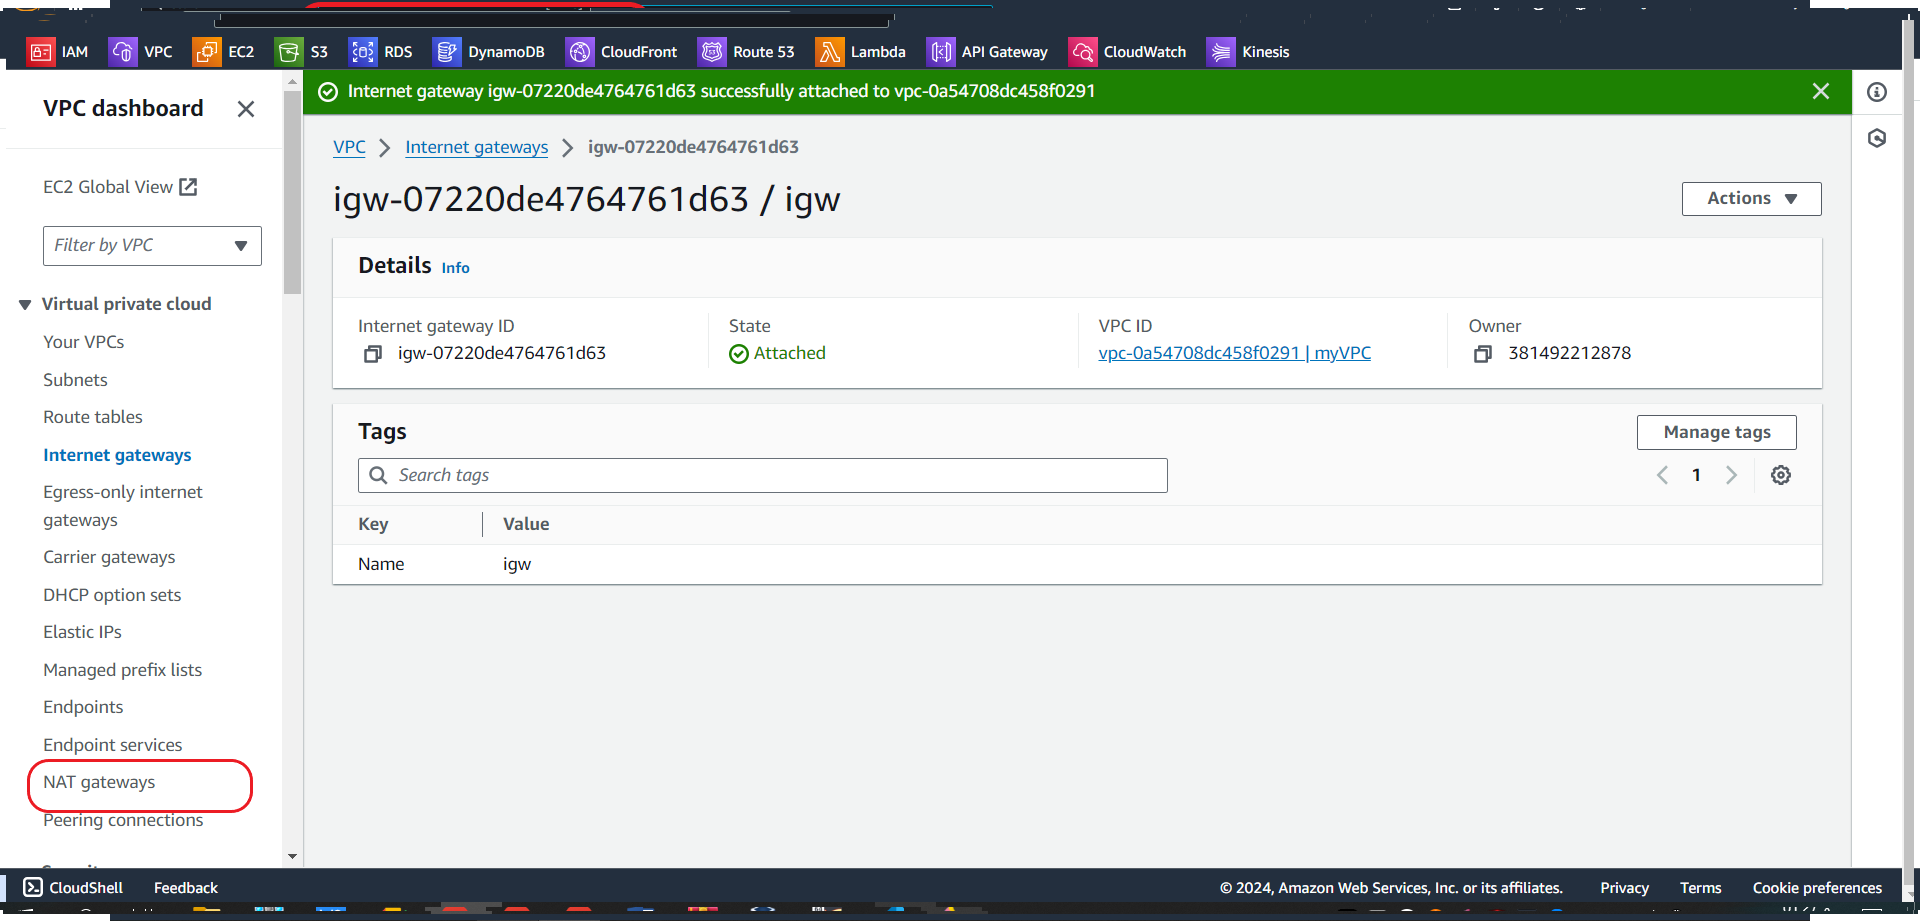 IAM VPC EC2 S3 RDS DynamoDB CloudFront Route 53 Lambda API Gateway CloudWatch Kinesis
VPC dashboard
EC2 Global View
Filter by VPC
Virtual private cloud
Your VPCs
Subnets
Route tables
Internet gateways
Egress-only internet
gateways
Carrier gateways
DHCP option sets
Elastic IPs
Managed prefix lists
Endpoints
Endpoint services
NAT gateways
Peering connections
Internet gateway igw-07220de4764761d63 successfully attached to vpc-0a54708dc458f0291
VPC Internet gateways igw-07220de4764761d63
igw-07220de4764761d63 / igw
Actions
Details Info
Internet gateway ID
igw-07220de4764761d63
State
Attached
VPC ID
vpc-0a54708dc458f0291 | myVPC
Owner
381492212878
Tags
Manage tags
Search tags
1
Key Value
Name igw
CloudShell Feedback © 2024, Amazon Web Services, Inc. or its affiliates. Privacy Terms Cookie preferences